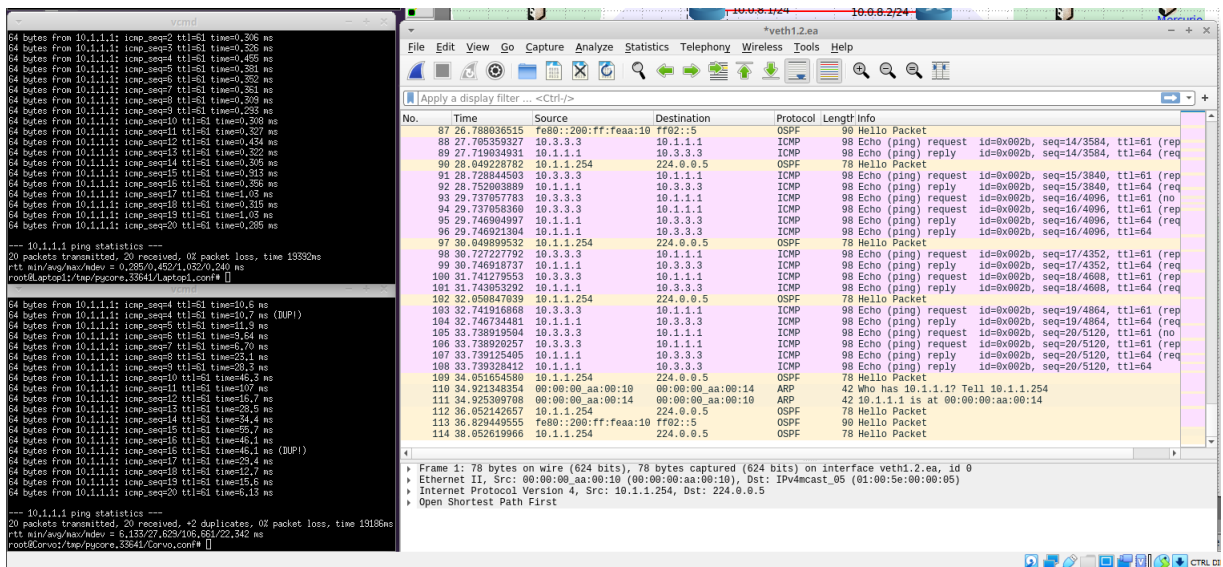 vcmd
64 bytes from 10.1.1.1: icmp_seq=2 ttl=61 time=0.306 ms
64 bytes from 10.1.1.1: icmp_seq=3 ttl=61 time=0.326 ms
64 bytes from 10.1.1.1: icmp_seq=4 ttl=61 time=0.455 ms
64 bytes from 10.1.1.1: icmp_seq=5 ttl=61 time=0.381 ms
64 bytes from 10.1.1.1: icmp_seq=6 ttl=61 time=0.352 ms
64 bytes from 10.1.1.1: icmp_seq=7 ttl=61 time=0.361 ms
64 bytes from 10.1.1.1: icmp_seq=8 ttl=61 time=0.309 ms
64 bytes from 10.1.1.1: icmp_seq=9 ttl=61 time=0.293 ms
64 bytes from 10.1.1.1: icmp_seq=10 ttl=61 time=0.308 ms
64 bytes from 10.1.1.1: icmp_seq=11 ttl=61 time=0.327 ms
64 bytes from 10.1.1.1: icmp_seq=12 ttl=61 time=0.434 ms
64 bytes from 10.1.1.1: icmp_seq=13 ttl=61 time=0.322 ms
64 bytes from 10.1.1.1: icmp_seq=14 ttl=61 time=0.305 ms
64 bytes from 10.1.1.1: icmp_seq=15 ttl=61 time=0.913 ms
64 bytes from 10.1.1.1: icmp_seq=16 ttl=61 time=0.356 ms
64 bytes from 10.1.1.1: icmp_seq=17 ttl=61 time=1.03 ms
64 bytes from 10.1.1.1: icmp_seq=18 ttl=61 time=0.315 ms
64 bytes from 10.1.1.1: icmp_seq=19 ttl=61 time=1.03 ms
64 bytes from 10.1.1.1: icmp_seq=20 ttl=61 time=0.285 ms
--- 10.1.1.1 ping statistics ---
20 packets transmitted, 20 received, 0% packet loss, time 19392ms
rtt min/avg/max/mdev = 0.285/0.452/1.032/0.240 ms
root@Laptop1:/tmp/pycore.33641/Laptop1.conf#
vcmd
64 bytes from 10.1.1.1: icmp_seq=4 ttl=61 time=10.6 ms
64 bytes from 10.1.1.1: icmp_seq=4 ttl=61 time=10.7 ms (DUP!)
64 bytes from 10.1.1.1: icmp_seq=5 ttl=61 time=11.9 ms
64 bytes from 10.1.1.1: icmp_seq=6 ttl=61 time=9.64 ms
64 bytes from 10.1.1.1: icmp_seq=7 ttl=61 time=6.70 ms
64 bytes from 10.1.1.1: icmp_seq=8 ttl=61 time=23.1 ms
64 bytes from 10.1.1.1: icmp_seq=9 ttl=61 time=28.3 ms
64 bytes from 10.1.1.1: icmp_seq=10 ttl=61 time=46.3 ms
64 bytes from 10.1.1.1: icmp_seq=11 ttl=61 time=107 ms
64 bytes from 10.1.1.1: icmp_seq=12 ttl=61 time=16.7 ms
64 bytes from 10.1.1.1: icmp_seq=13 ttl=61 time=28.5 ms
64 bytes from 10.1.1.1: icmp_seq=14 ttl=61 time=34.4 ms
64 bytes from 10.1.1.1: icmp_seq=15 ttl=61 time=55.7 ms
64 bytes from 10.1.1.1: icmp_seq=16 ttl=61 time=46.1 ms
64 bytes from 10.1.1.1: icmp_seq=16 ttl=61 time=46.1 ms (DUP!)
64 bytes from 10.1.1.1: icmp_seq=17 ttl=61 time=29.4 ms
64 bytes from 10.1.1.1: icmp_seq=18 ttl=61 time=12.7 ms
64 bytes from 10.1.1.1: icmp_seq=19 ttl=61 time=15.6 ms
64 bytes from 10.1.1.1: icmp_seq=20 ttl=61 time=6.13 ms
--- 10.1.1.1 ping statistics ---
20 packets transmitted, 20 received, +2 duplicates, 0% packet loss, time 19186ms
rtt min/avg/max/mdev = 6.133/27.629/106.661/22.342 ms
root@Corvo:/tmp/pycore.33641/Corvo.conf#
10.0.8.1/24 10.0.8.2/24
Mercurio
*veth1.2.ea
File Edit View Go Capture Analyze Statistics Telephony Wireless Tools Help
Apply a display filter ... <Ctrl-/>
No. Time Source Destination Protocol Length Info
87 26.788036515 fe80::200:ff:feaa:10 ff02::5 OSPF 90 Hello Packet
88 27.705359327 10.3.3.3 10.1.1.1 ICMP 98 Echo (ping) request id=0x002b, seq=14/3584, ttl=61 (rep
89 27.719034931 10.1.1.1 10.3.3.3 ICMP 98 Echo (ping) reply id=0x002b, seq=14/3584, ttl=64 (req
90 28.049228782 10.1.1.254 224.0.0.5 OSPF 78 Hello Packet
91 28.728844503 10.3.3.3 10.1.1.1 ICMP 98 Echo (ping) request id=0x002b, seq=15/3840, ttl=61 (rep
92 28.752003889 10.1.1.1 10.3.3.3 ICMP 98 Echo (ping) reply id=0x002b, seq=15/3840, ttl=64 (req
93 29.737057783 10.3.3.3 10.1.1.1 ICMP 98 Echo (ping) request id=0x002b, seq=16/4096, ttl=61 (no
94 29.737058360 10.3.3.3 10.1.1.1 ICMP 98 Echo (ping) request id=0x002b, seq=16/4096, ttl=61 (rep
95 29.746904997 10.1.1.1 10.3.3.3 ICMP 98 Echo (ping) reply id=0x002b, seq=16/4096, ttl=64 (req
96 29.746921304 10.1.1.1 10.3.3.3 ICMP 98 Echo (ping) reply id=0x002b, seq=16/4096, ttl=64
97 30.049899532 10.1.1.254 224.0.0.5 OSPF 78 Hello Packet
98 30.727227792 10.3.3.3 10.1.1.1 ICMP 98 Echo (ping) request id=0x002b, seq=17/4352, ttl=61 (rep
99 30.746918737 10.1.1.1 10.3.3.3 ICMP 98 Echo (ping) reply id=0x002b, seq=17/4352, ttl=64 (req
100 31.741279553 10.3.3.3 10.1.1.1 ICMP 98 Echo (ping) request id=0x002b, seq=18/4608, ttl=61 (rep
101 31.743053292 10.1.1.1 10.3.3.3 ICMP 98 Echo (ping) reply id=0x002b, seq=18/4608, ttl=64 (req
102 32.050847039 10.1.1.254 224.0.0.5 OSPF 78 Hello Packet
103 32.741916868 10.3.3.3 10.1.1.1 ICMP 98 Echo (ping) request id=0x002b, seq=19/4864, ttl=61 (rep
104 32.746734481 10.1.1.1 10.3.3.3 ICMP 98 Echo (ping) reply id=0x002b, seq=19/4864, ttl=64 (req
105 33.738919504 10.3.3.3 10.1.1.1 ICMP 98 Echo (ping) request id=0x002b, seq=20/5120, ttl=61 (no
106 33.738920257 10.3.3.3 10.1.1.1 ICMP 98 Echo (ping) request id=0x002b, seq=20/5120, ttl=61 (rep
107 33.739125405 10.1.1.1 10.3.3.3 ICMP 98 Echo (ping) reply id=0x002b, seq=20/5120, ttl=64 (req
108 33.739328412 10.1.1.1 10.3.3.3 ICMP 98 Echo (ping) reply id=0x002b, seq=20/5120, ttl=64
109 34.051654580 10.1.1.254 224.0.0.5 OSPF 78 Hello Packet
110 34.921348354 00:00:00_aa:00:10 00:00:00_aa:00:14 ARP 42 Who has 10.1.1.1? Tell 10.1.1.254
111 34.925309708 00:00:00_aa:00:14 00:00:00_aa:00:10 ARP 42 10.1.1.1 is at 00:00:00:aa:00:14
112 36.052142657 10.1.1.254 224.0.0.5 OSPF 78 Hello Packet
113 36.829449555 fe80::200:ff:feaa:10 ff02::5 OSPF 90 Hello Packet
114 38.052619966 10.1.1.254 224.0.0.5 OSPF 78 Hello Packet
Frame 1: 78 bytes on wire (624 bits), 78 bytes captured (624 bits) on interface veth1.2.ea, id 0
Ethernet II, Src: 00:00:00_aa:00:10 (00:00:00:aa:00:10), Dst: IPv4mcast_05 (01:00:5e:00:00:05)
Internet Protocol Version 4, Src: 10.1.1.254, Dst: 224.0.0.5
Open Shortest Path First
CTRL DI